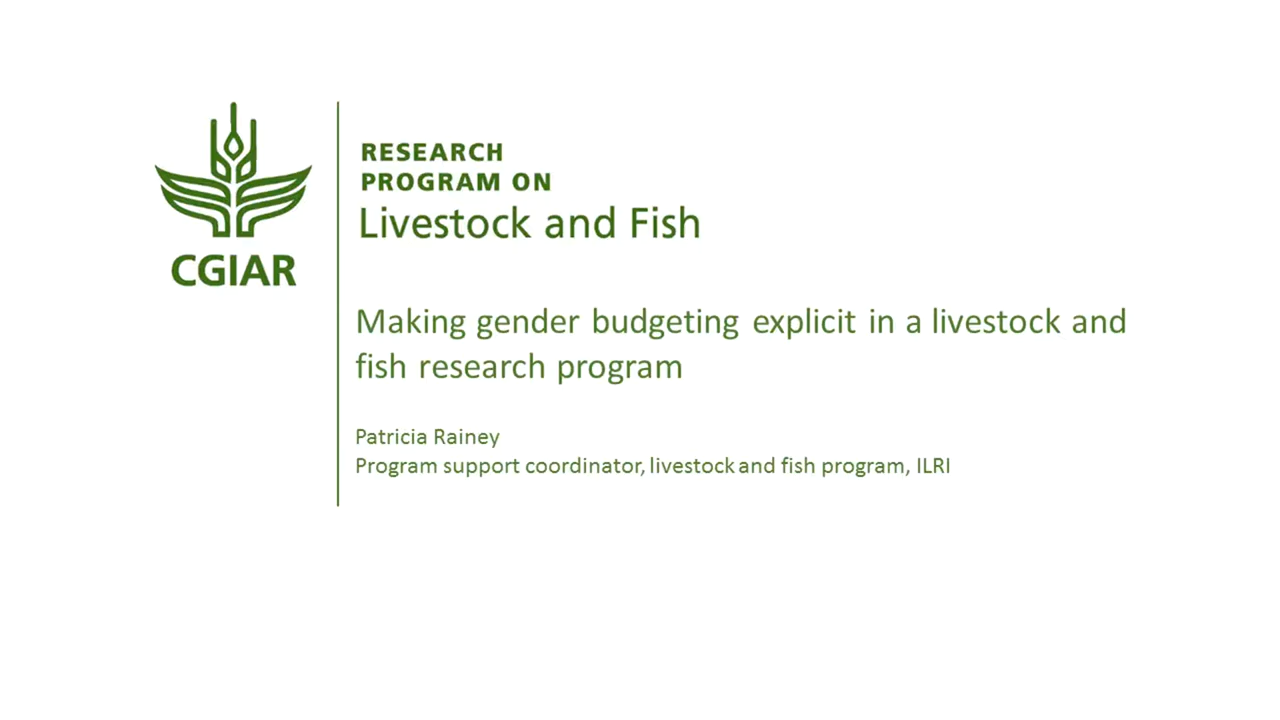 RESEARCH
PROGRAM ON
Livestock and Fish
CGIAR
Making gender budgeting explicit in a livestock and
fish research program
Patricia Rainey
Program support coordinator, livestock and fish program, ILRI